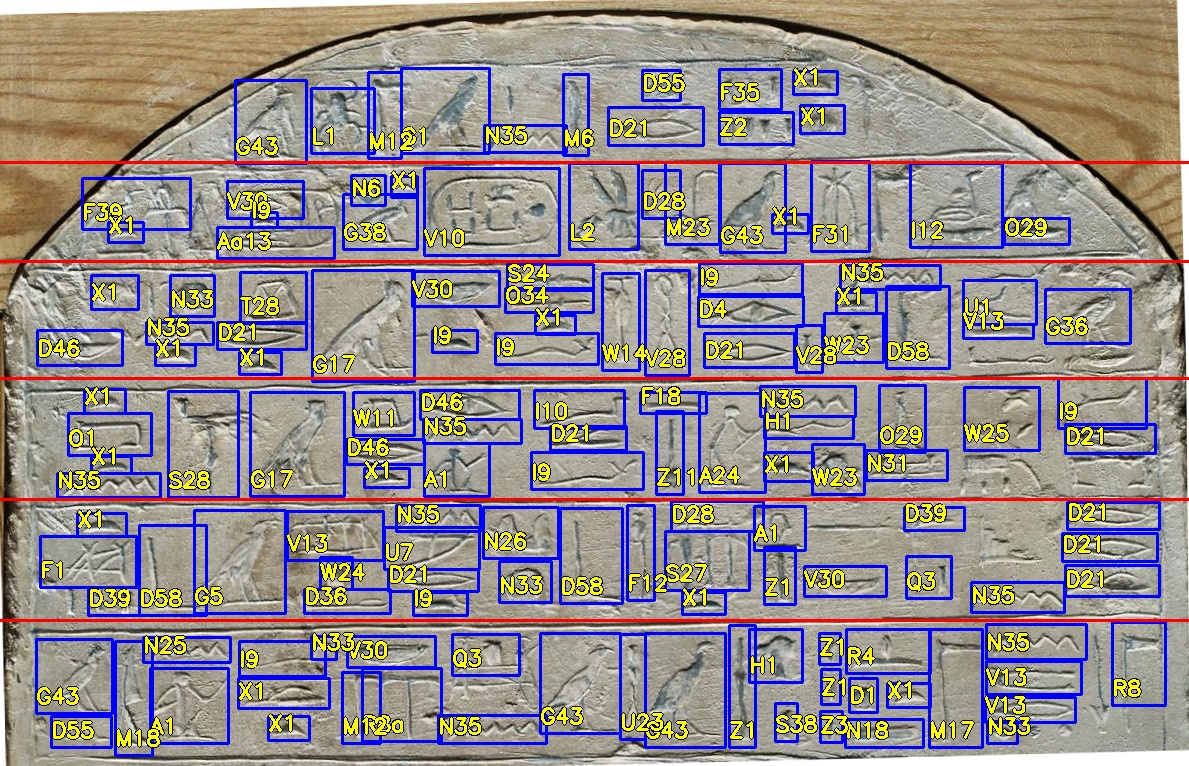 G43 L1 M12 G1 N35 M6 D55 D21 F35 Z2 X1 X1
F39 X1 V30 I9 Aa13 N6 X1 G38 V10 L2 D28 M23 G43 X1 F31 I12 O29
D46 X1 N35 X1 N33 T28 D21 X1 G17 V30 I9 S24 O34 X1 I9 W14 V28 I9 D4 D21 V28 N35 X1 W23 D58 U1 V13 G36
X1 O1 X1 N35 S28 G17 W11 D46 X1 D46 N35 A1 I10 D21 I9 F18 Z11 A24 N35 H1 X1 W23 O29 N31 W25 I9 D21
X1 F1 D39 D58 G5 V13 W24 D36 N35 U7 D21 I9 N26 N33 D58 F12 D28 S27 X1 A1 Z1 V30 D39 Q3 N35 D21 D21 D21
G43 D55 M18 N25 A1 I9 X1 X1 N33 V30 M12 Q3 N35 G43 U23 G43 Z1 H1 S38 Z1 Z1 Z3 R4 D1 X1 N18 M17 N35 V13 V13 N33 R8